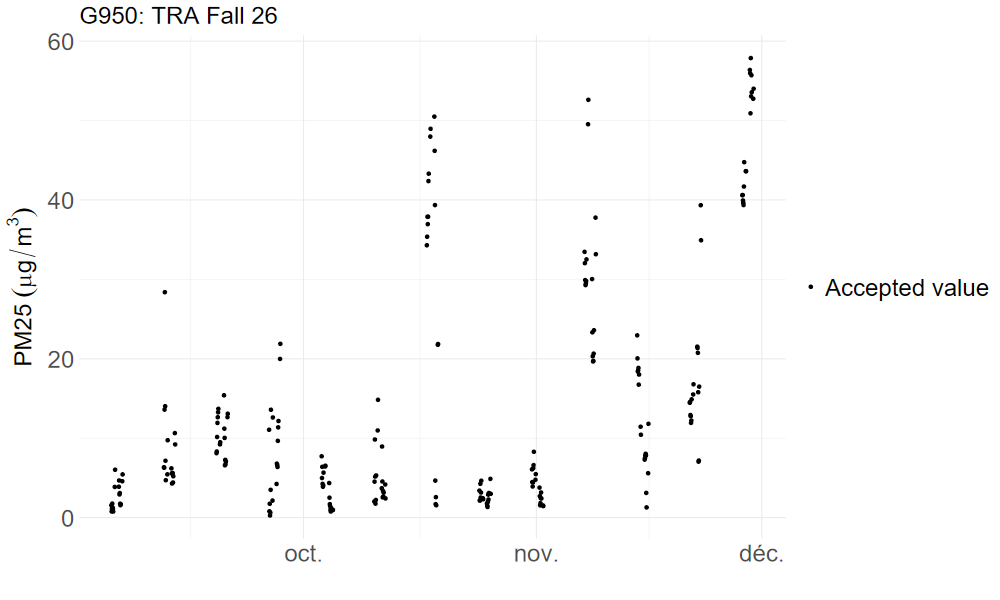 G950: TRA Fall 26
60
40
20
0
PM25 (μg/m³)
oct.
nov.
déc.
Accepted value